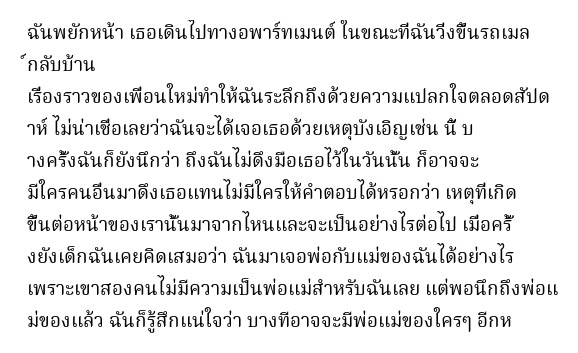 ฉันพยักหน้า เธอเดินไปทางอพาร์ทเมนต์ ในขณะที่ฉันวิ่งขึ้นรถเมล
์กลับบ้าน
เรื่องราวของเพื่อนใหม่ทำให้ฉันระลึกถึงด้วยความแปลกใจตลอดสัปด
าห์ ไม่น่าเชื่อเลยว่าฉันจะได้เจอเธอด้วยเหตุบังเอิญเช่น นี้ บ
างครั้งฉันก็ยังนึกว่า ถึงฉันไม่ดึงมือเธอไว้ในวันนั้น ก็อาจจะ
มีใครคนอื่นมาดึงเธอแทนไม่มีใครให้คำตอบได้หรอกว่า เหตุที่เกิด
ขึ้นต่อหน้าของเรานั้นมาจากไหนและจะเป็นอย่างไรต่อไป เมื่อครั้
งยังเด็กฉันเคยคิดเสมอว่า ฉันมาเจอพ่อกับแม่ของฉันได้อย่างไร
เพราะเขาสองคนไม่มีความเป็นพ่อแม่สำหรับฉันเลย แต่พอนึกถึงพ่อแ
ม่ของแล้ว ฉันก็รู้สึกแน่ใจว่า บางทีอาจจะมีพ่อแม่ของใครๆ อีกห